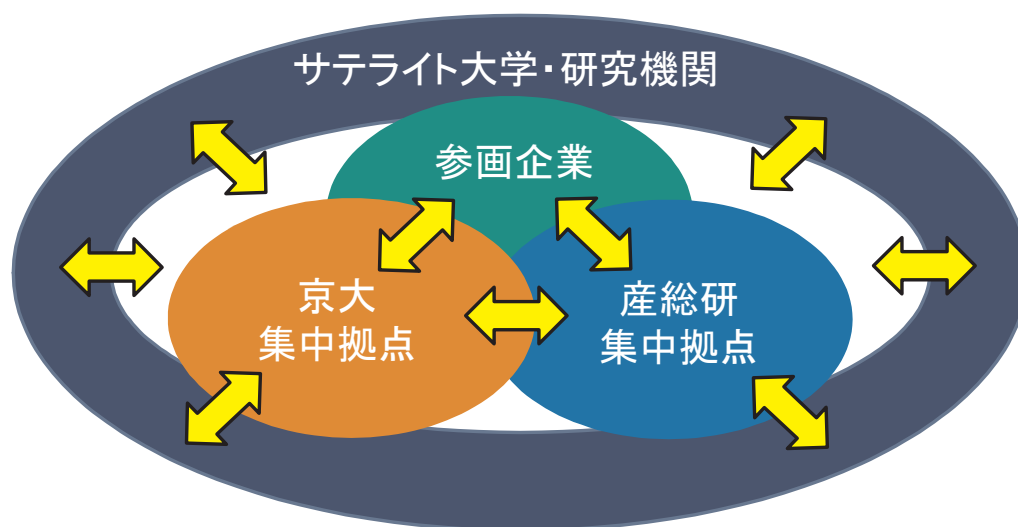 サテライト大学・研究機関
参画企業
京大
集中拠点
産総研
集中拠点